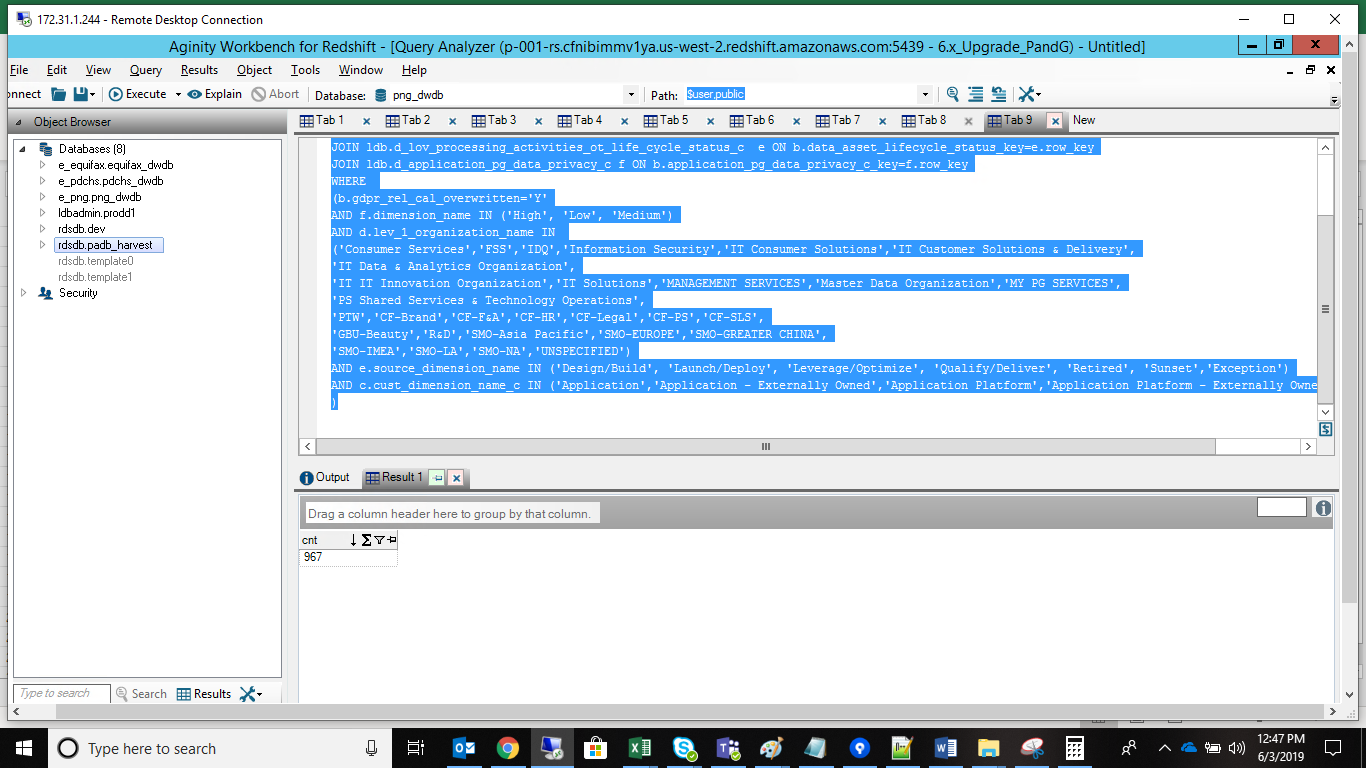 172.31.1.244 - Remote Desktop Connection
Aginity Workbench for Redshift - [Query Analyzer (p-001-rs.cfnibimmv1ya.us-west-2.redshift.amazonaws.com:5439 - 6.x_Upgrade_PandG) - Untitled]
File Edit View Query Results Object Tools Window Help
onnect Execute Explain Abort Database: png_dwdb Path: $user,public
Object Browser
Tab 1 Tab 2 Tab 3 Tab 4 Tab 5 Tab 6 Tab 7 Tab 8 Tab 9 New
Databases (8)
e_equifax.equifax_dwdb
e_pdchs.pdchs_dwdb
e_png.png_dwdb
ldbadmin.prodd1
rdsdb.dev
rdsdb.padb_harvest
rdsdb.template0
rdsdb.template1
Security
JOIN ldb.d_lov_processing_activities_ot_life_cycle_status_c  e ON b.data_asset_lifecycle_status_key=e.row_key
JOIN ldb.d_application_pg_data_privacy_c f ON b.application_pg_data_privacy_c_key=f.row_key
WHERE
(b.gdpr_rel_cal_overwritten='Y'
AND f.dimension_name IN ('High', 'Low', 'Medium')
AND d.lev_1_organization_name IN
('Consumer Services','FSS','IDQ','Information Security','IT Consumer Solutions','IT Customer Solutions & Delivery',
'IT Data & Analytics Organization',
'IT IT Innovation Organization','IT Solutions','MANAGEMENT SERVICES','Master Data Organization','MY PG SERVICES',
'PS Shared Services & Technology Operations',
'PTW','CF-Brand','CF-F&A','CF-HR','CF-Legal','CF-PS','CF-SLS',
'GBU-Beauty','R&D','SMO-Asia Pacific','SMO-EUROPE','SMO-GREATER CHINA',
'SMO-IMEA','SMO-LA','SMO-NA','UNSPECIFIED')
AND e.source_dimension_name IN ('Design/Build', 'Launch/Deploy', 'Leverage/Optimize', 'Qualify/Deliver', 'Retired', 'Sunset','Exception')
AND c.cust_dimension_name_c IN ('Application','Application - Externally Owned','Application Platform','Application Platform - Externally Owne
)
Output Result 1
Drag a column header here to group by that column.
cnt
967
Type to search Search Results
Type here to search
12:47 PM
6/3/2019